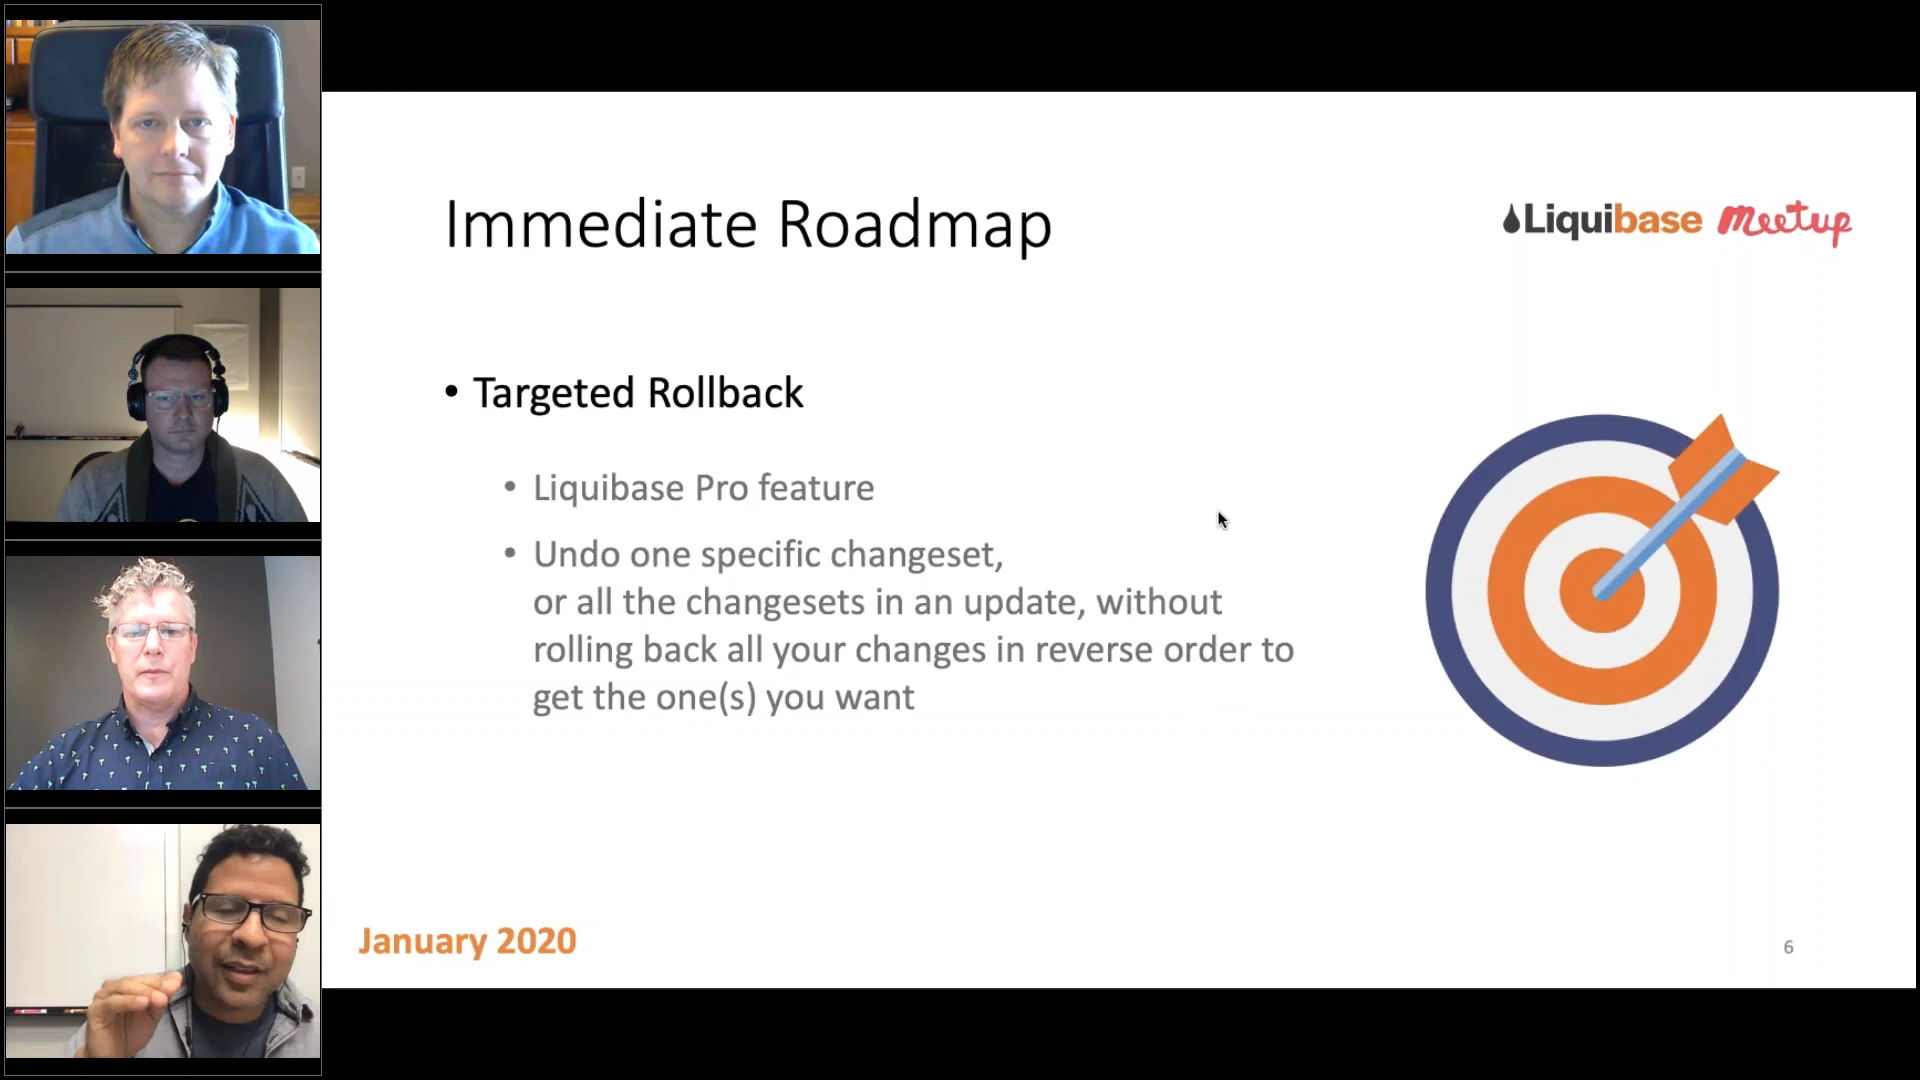 Immediate Roadmap
Liquibase Meetup
• Targeted Rollback
• Liquibase Pro feature
• Undo one specific changeset,
or all the changesets in an update, without
rolling back all your changes in reverse order to
get the one(s) you want
January 2020
6